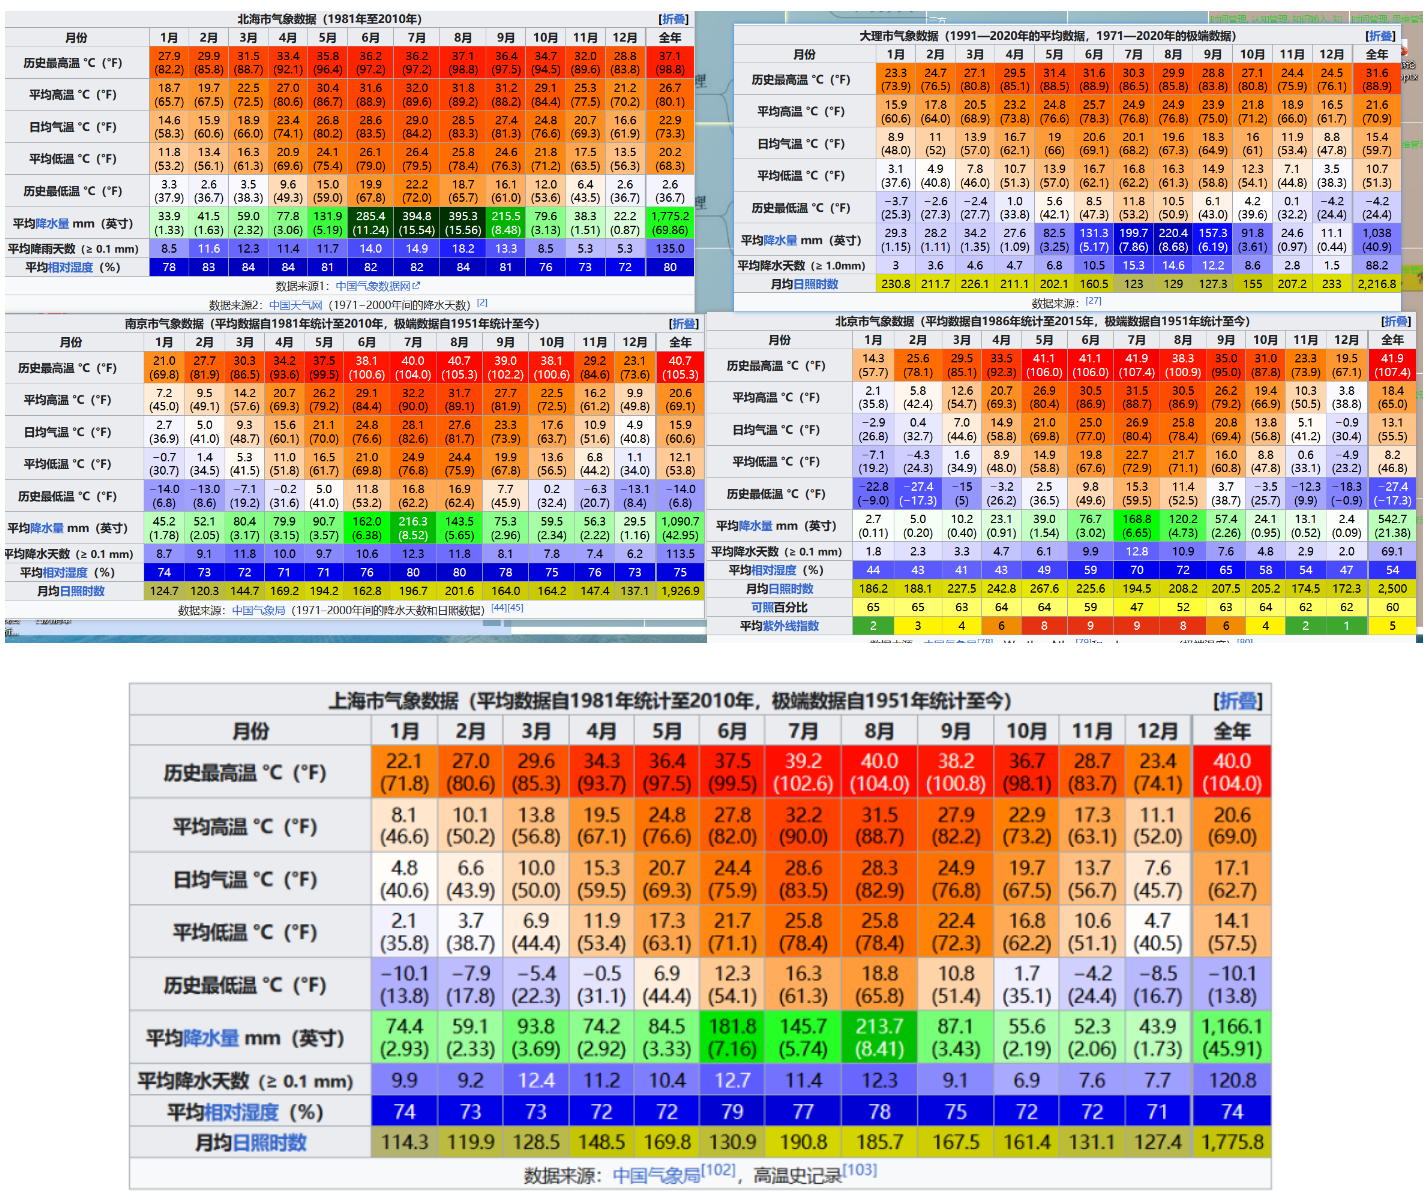 北海市气象数据（1981年至2010年） [折叠]
月份 1月 2月 3月 4月 5月 6月 7月 8月 9月 10月 11月 12月 全年
历史最高温 °C（°F） 27.9 (82.2) 29.9 (85.8) 31.5 (88.7) 33.4 (92.1) 35.8 (96.4) 36.2 (97.2) 36.2 (97.2) 37.1 (98.8) 36.4 (97.5) 34.7 (94.5) 32.0 (89.6) 28.8 (83.8) 37.1 (98.8)
平均高温 °C（°F） 18.7 (65.7) 19.7 (67.5) 22.5 (72.5) 27.0 (80.6) 30.4 (86.7) 31.6 (88.9) 32.0 (89.6) 31.8 (89.2) 31.2 (88.2) 29.1 (84.4) 25.3 (77.5) 21.2 (70.2) 26.7 (80.1)
日均气温 °C（°F） 14.6 (58.3) 15.9 (60.6) 18.9 (66.0) 23.4 (74.1) 26.8 (80.2) 28.6 (83.5) 29.0 (84.2) 28.5 (83.3) 27.4 (81.3) 24.8 (76.6) 20.7 (69.3) 16.6 (61.9) 22.9 (73.3)
平均低温 °C（°F） 11.8 (53.2) 13.4 (56.1) 16.3 (61.3) 20.9 (69.6) 24.1 (75.4) 26.1 (79.0) 26.4 (79.5) 25.8 (78.4) 24.6 (76.3) 21.8 (71.2) 17.5 (63.5) 13.5 (56.3) 20.2 (68.3)
历史最低温 °C（°F） 3.3 (37.9) 2.6 (36.7) 3.5 (38.3) 9.6 (49.3) 15.0 (59.0) 19.9 (67.8) 22.2 (72.0) 18.7 (65.7) 16.1 (61.0) 12.0 (53.6) 6.4 (43.5) 2.6 (36.7) 2.6 (36.7)
平均降水量 mm（英寸） 33.9 (1.33) 41.5 (1.63) 59.0 (2.32) 77.8 (3.06) 131.9 (5.19) 285.4 (11.24) 394.8 (15.54) 395.3 (15.56) 215.5 (8.48) 79.6 (3.13) 38.3 (1.51) 22.2 (0.87) 1,775.2 (69.86)
平均降雨天数（≥ 0.1 mm） 8.5 11.6 12.3 11.4 11.7 14.0 14.9 18.2 13.3 8.5 5.3 5.3 135.0
平均相对湿度（%） 78 83 84 84 81 82 82 84 81 76 73 72 80
数据来源1：中国气象数据网
数据来源2：中国天气网（1971–2000年间的降水天数）[2]
大理市气象数据（1991—2020年的平均数据，1971—2020年的极端数据） [折叠]
月份 1月 2月 3月 4月 5月 6月 7月 8月 9月 10月 11月 12月 全年
历史最高温 °C（°F） 23.3 (73.9) 24.7 (76.5) 27.1 (80.8) 29.5 (85.1) 31.4 (88.5) 31.6 (88.9) 30.3 (86.5) 29.9 (85.8) 28.8 (83.8) 27.1 (80.8) 24.4 (75.9) 24.5 (76.1) 31.6 (88.9)
平均高温 °C（°F） 15.9 (60.6) 17.8 (64.0) 20.5 (68.9) 23.2 (73.8) 24.8 (76.6) 25.7 (78.3) 24.9 (76.8) 24.9 (76.8) 23.9 (75.0) 21.8 (71.2) 18.9 (66.0) 16.5 (61.7) 21.6 (70.9)
日均气温 °C（°F） 8.9 (48.0) 11 (52) 13.9 (57.0) 16.7 (62.1) 19 (66) 20.6 (69.1) 20.1 (68.2) 19.6 (67.3) 18.3 (64.9) 16 (61) 11.9 (53.4) 8.8 (47.8) 15.4 (59.7)
平均低温 °C（°F） 3.1 (37.6) 4.9 (40.8) 7.8 (46.0) 10.7 (51.3) 13.9 (57.0) 16.7 (62.1) 16.8 (62.2) 16.3 (61.3) 14.9 (58.8) 12.3 (54.1) 7.1 (44.8) 3.5 (38.3) 10.7 (51.3)
历史最低温 °C（°F） −3.7 (25.3) −2.6 (27.3) −2.4 (27.7) 1.0 (33.8) 5.6 (42.1) 8.5 (47.3) 11.8 (53.2) 10.5 (50.9) 6.1 (43.0) 4.2 (39.6) 0.1 (32.2) −4.2 (24.4) −4.2 (24.4)
平均降水量 mm（英寸） 29.3 (1.15) 28.2 (1.11) 34.2 (1.35) 27.6 (1.09) 82.5 (3.25) 131.3 (5.17) 199.7 (7.86) 220.4 (8.68) 157.3 (6.19) 91.8 (3.61) 24.6 (0.97) 11.1 (0.44) 1,038 (40.9)
平均降水天数（≥ 1.0mm） 3 3.6 4.6 4.7 6.8 10.5 15.3 14.6 12.2 8.6 2.8 1.5 88.2
月均日照时数 230.8 211.7 226.1 211.1 202.1 160.5 123 129 127.3 155 207.2 233 2,216.8
数据来源：[27]
南京市气象数据（平均数据自1981年统计至2010年，极端数据自1951年统计至今） [折叠]
月份 1月 2月 3月 4月 5月 6月 7月 8月 9月 10月 11月 12月 全年
历史最高温 °C（°F） 21.0 (69.8) 27.7 (81.9) 30.3 (86.5) 34.2 (93.6) 37.5 (99.5) 38.1 (100.6) 40.0 (104.0) 40.7 (105.3) 39.0 (102.2) 38.1 (100.6) 29.2 (84.6) 23.1 (73.6) 40.7 (105.3)
平均高温 °C（°F） 7.2 (45.0) 9.5 (49.1) 14.2 (57.6) 20.7 (69.3) 26.2 (79.2) 29.1 (84.4) 32.2 (90.0) 31.7 (89.1) 27.7 (81.9) 22.5 (72.5) 16.2 (61.2) 9.9 (49.8) 20.6 (69.1)
日均气温 °C（°F） 2.7 (36.9) 5.0 (41.0) 9.3 (48.7) 15.6 (60.1) 21.1 (70.0) 24.8 (76.6) 28.1 (82.6) 27.6 (81.7) 23.3 (73.9) 17.6 (63.7) 10.9 (51.6) 4.9 (40.8) 15.9 (60.6)
平均低温 °C（°F） −0.7 (30.7) 1.4 (34.5) 5.3 (41.5) 11.0 (51.8) 16.5 (61.7) 21.0 (69.8) 24.9 (76.8) 24.4 (75.9) 19.9 (67.8) 13.6 (56.5) 6.8 (44.2) 1.1 (34.0) 12.1 (53.8)
历史最低温 °C（°F） −14.0 (6.8) −13.0 (8.6) −7.1 (19.2) −0.2 (31.6) 5.0 (41.0) 11.8 (53.2) 16.8 (62.2) 16.9 (62.4) 7.7 (45.9) 0.2 (32.4) −6.3 (20.7) −13.1 (8.4) −14.0 (6.8)
平均降水量 mm（英寸） 45.2 (1.78) 52.1 (2.05) 80.4 (3.17) 79.9 (3.15) 90.7 (3.57) 162.0 (6.38) 216.3 (8.52) 143.5 (5.65) 75.3 (2.96) 59.5 (2.34) 56.3 (2.22) 29.5 (1.16) 1,090.7 (42.95)
平均降水天数（≥ 0.1 mm） 8.7 9.1 11.8 10.0 9.7 10.6 12.3 11.8 8.1 7.8 7.4 6.2 113.5
平均相对湿度（%） 74 73 72 71 71 76 80 80 78 75 76 73 75
月均日照时数 124.7 120.3 144.7 169.2 194.2 162.8 196.7 201.6 164.0 164.2 147.4 137.1 1,926.9
数据来源：中国气象局（1971–2000年间的降水天数和日照数据）[44][45]
北京市气象数据（平均数据自1986年统计至2015年，极端数据自1951年统计至今） [折叠]
月份 1月 2月 3月 4月 5月 6月 7月 8月 9月 10月 11月 12月 全年
历史最高温 °C（°F） 14.3 (57.7) 25.6 (78.1) 29.5 (85.1) 33.5 (92.3) 41.1 (106.0) 41.1 (106.0) 41.9 (107.4) 38.3 (100.9) 35.0 (95.0) 31.0 (87.8) 23.3 (73.9) 19.5 (67.1) 41.9 (107.4)
平均高温 °C（°F） 2.1 (35.8) 5.8 (42.4) 12.6 (54.7) 20.7 (69.3) 26.9 (80.4) 30.5 (86.9) 31.5 (88.7) 30.5 (86.9) 26.2 (79.2) 19.4 (66.9) 10.3 (50.5) 3.8 (38.8) 18.4 (65.0)
日均气温 °C（°F） −2.9 (26.8) 0.4 (32.7) 7.0 (44.6) 14.9 (58.8) 21.0 (69.8) 25.0 (77.0) 26.9 (80.4) 25.8 (78.4) 20.8 (69.4) 13.8 (56.8) 5.1 (41.2) −0.9 (30.4) 13.1 (55.5)
平均低温 °C（°F） −7.1 (19.2) −4.3 (24.3) 1.6 (34.9) 8.9 (48.0) 14.9 (58.8) 19.8 (67.6) 22.7 (72.9) 21.7 (71.1) 16.0 (60.8) 8.8 (47.8) 0.6 (33.1) −4.9 (23.2) 8.2 (46.8)
历史最低温 °C（°F） −22.8 (−9.0) −27.4 (−17.3) −15 (5) −3.2 (26.2) 2.5 (36.5) 9.8 (49.6) 15.3 (59.5) 11.4 (52.5) 3.7 (38.7) −3.5 (25.7) −12.3 (9.9) −18.3 (−0.9) −27.4 (−17.3)
平均降水量 mm（英寸） 2.7 (0.11) 5.0 (0.20) 10.2 (0.40) 23.1 (0.91) 39.0 (1.54) 76.7 (3.02) 168.8 (6.65) 120.2 (4.73) 57.4 (2.26) 24.1 (0.95) 13.1 (0.52) 2.4 (0.09) 542.7 (21.38)
平均降水天数（≥ 0.1 mm） 1.8 2.3 3.3 4.7 6.1 9.9 12.8 10.9 7.6 4.8 2.9 2.0 69.1
平均相对湿度（%） 44 43 41 43 49 59 70 72 65 58 54 47 54
月均日照时数 186.2 188.1 227.5 242.8 267.6 225.6 194.5 208.2 207.5 205.2 174.5 172.3 2,500
可照百分比 65 65 63 64 64 59 47 52 63 64 62 62 60
平均紫外线指数 2 3 4 6 8 9 9 8 6 4 2 1 5
上海市气象数据（平均数据自1981年统计至2010年，极端数据自1951年统计至今） [折叠]
月份 1月 2月 3月 4月 5月 6月 7月 8月 9月 10月 11月 12月 全年
历史最高温 °C（°F） 22.1 (71.8) 27.0 (80.6) 29.6 (85.3) 34.3 (93.7) 36.4 (97.5) 37.5 (99.5) 39.2 (102.6) 40.0 (104.0) 38.2 (100.8) 36.7 (98.1) 28.7 (83.7) 23.4 (74.1) 40.0 (104.0)
平均高温 °C（°F） 8.1 (46.6) 10.1 (50.2) 13.8 (56.8) 19.5 (67.1) 24.8 (76.6) 27.8 (82.0) 32.2 (90.0) 31.5 (88.7) 27.9 (82.2) 22.9 (73.2) 17.3 (63.1) 11.1 (52.0) 20.6 (69.0)
日均气温 °C（°F） 4.8 (40.6) 6.6 (43.9) 10.0 (50.0) 15.3 (59.5) 20.7 (69.3) 24.4 (75.9) 28.6 (83.5) 28.3 (82.9) 24.9 (76.8) 19.7 (67.5) 13.7 (56.7) 7.6 (45.7) 17.1 (62.7)
平均低温 °C（°F） 2.1 (35.8) 3.7 (38.7) 6.9 (44.4) 11.9 (53.4) 17.3 (63.1) 21.7 (71.1) 25.8 (78.4) 25.8 (78.4) 22.4 (72.3) 16.8 (62.2) 10.6 (51.1) 4.7 (40.5) 14.1 (57.5)
历史最低温 °C（°F） −10.1 (13.8) −7.9 (17.8) −5.4 (22.3) −0.5 (31.1) 6.9 (44.4) 12.3 (54.1) 16.3 (61.3) 18.8 (65.8) 10.8 (51.4) 1.7 (35.1) −4.2 (24.4) −8.5 (16.7) −10.1 (13.8)
平均降水量 mm（英寸） 74.4 (2.93) 59.1 (2.33) 93.8 (3.69) 74.2 (2.92) 84.5 (3.33) 181.8 (7.16) 145.7 (5.74) 213.7 (8.41) 87.1 (3.43) 55.6 (2.19) 52.3 (2.06) 43.9 (1.73) 1,166.1 (45.91)
平均降水天数（≥ 0.1 mm） 9.9 9.2 12.4 11.2 10.4 12.7 11.4 12.3 9.1 6.9 7.6 7.7 120.8
平均相对湿度（%） 74 73 73 72 72 79 77 78 75 72 72 71 74
月均日照时数 114.3 119.9 128.5 148.5 169.8 130.9 190.8 185.7 167.5 161.4 131.1 127.4 1,775.8
数据来源：中国气象局[102]，高温史记录[103]